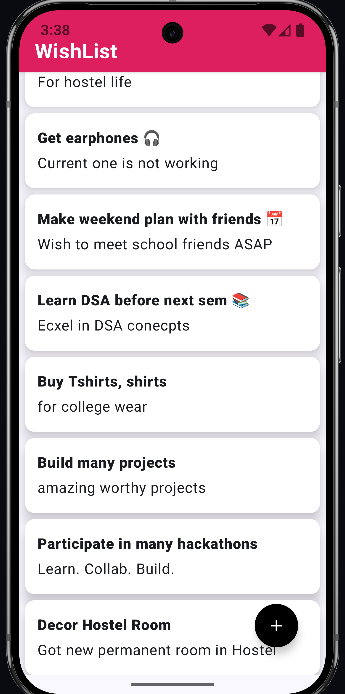 3:38
WishList
For hostel life
Get earphones 🎧
Current one is not working
Make weekend plan with friends 📅
Wish to meet school friends ASAP
Learn DSA before next sem 📚
Ecxel in DSA conecpts
Buy Tshirts, shirts
for college wear
Build many projects
amazing worthy projects
Participate in many hackathons
Learn. Collab. Build.
Decor Hostel Room
Got new permanent room in Hostel